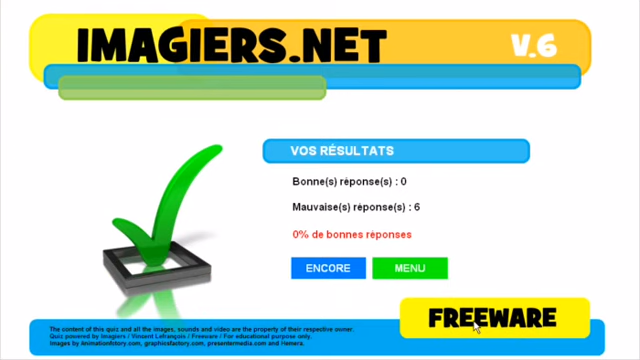 IMAGIERS.NET
V.6
VOS RÉSULTATS
Bonne(s) réponse(s) : 0
Mauvaise(s) réponse(s) : 6
0% de bonnes réponses
ENCORE
MENU
FREEWARE
The content of this quiz and all the images, sounds and video are the property of their respective owner.
Quiz powered by Imagiers / Vincent Lefrançois / Freeware / For educational purpose only.
Images by Animationfctory.com, graphicsfactory.com, presentermedia.com and Hemera.